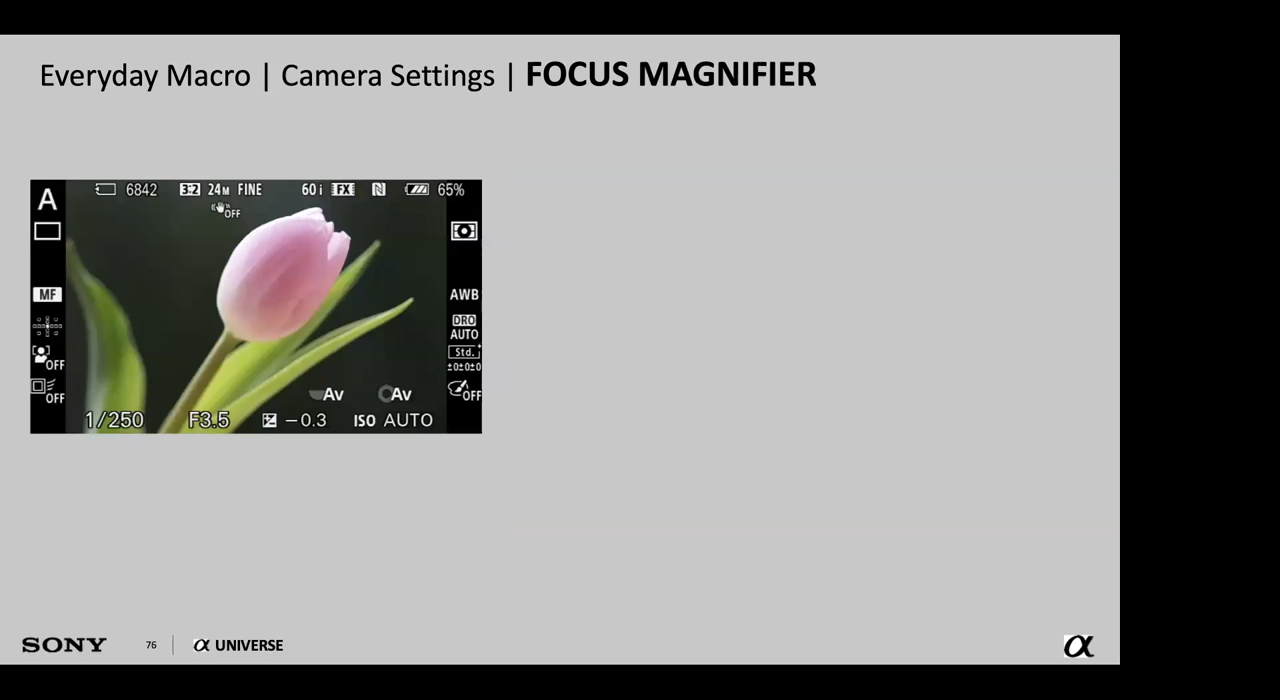 Everyday Macro | Camera Settings | FOCUS MAGNIFIER
A 6842 3:2 24M FINE 60i FX N 65%
OFF
MF
AWB
DRO
AUTO
OFF
Std.
±0±0±0
OFF
OFF
Av Av
1/250 F3.5 −0.3 ISO AUTO
SONY 76 α UNIVERSE α